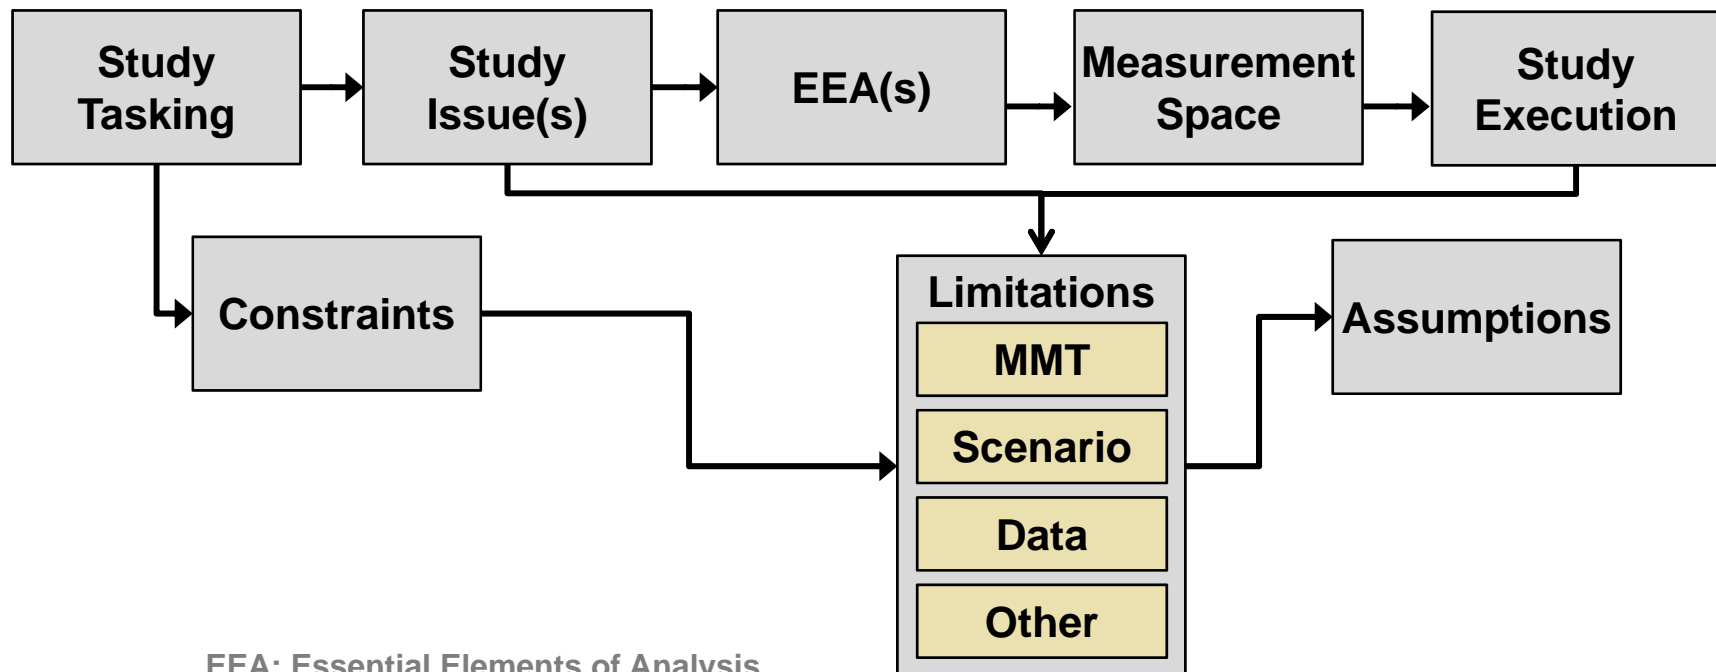 Study
Tasking
Study
Issue(s)
EEA(s)
Measurement
Space
Study
Execution
Constraints
Limitations
MMT
Scenario
Data
Other
Assumptions
EEA: Essential Elements of Analysis